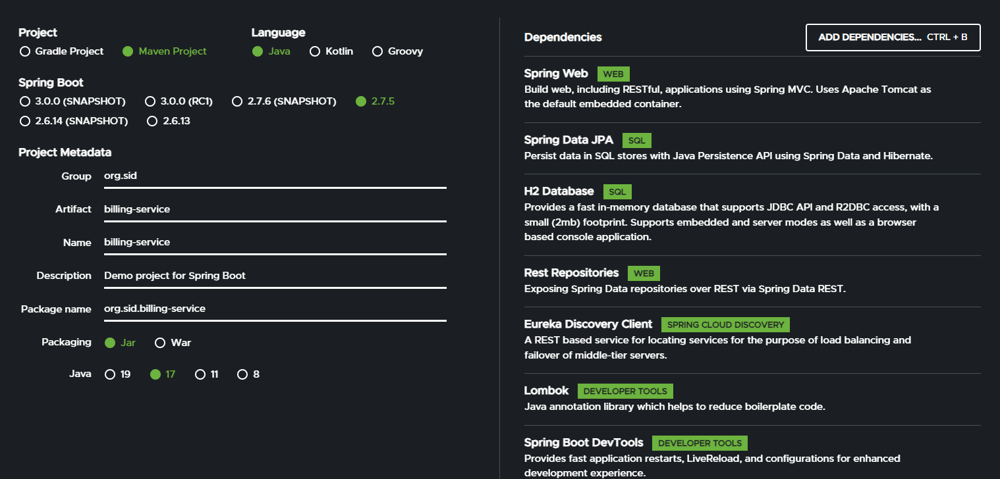 Project
Gradle Project Maven Project
Language
Java Kotlin Groovy
Spring Boot
3.0.0 (SNAPSHOT) 3.0.0 (RC1) 2.7.6 (SNAPSHOT) 2.7.5
2.6.14 (SNAPSHOT) 2.6.13
Project Metadata
Group org.sid
Artifact billing-service
Name billing-service
Description Demo project for Spring Boot
Package name org.sid.billing-service
Packaging Jar War
Java 19 17 11 8
Dependencies ADD DEPENDENCIES... CTRL + B
Spring Web WEB
Build web, including RESTful, applications using Spring MVC. Uses Apache Tomcat as
the default embedded container.
Spring Data JPA SQL
Persist data in SQL stores with Java Persistence API using Spring Data and Hibernate.
H2 Database SQL
Provides a fast in-memory database that supports JDBC API and R2DBC access, with a
small (2mb) footprint. Supports embedded and server modes as well as a browser
based console application.
Rest Repositories WEB
Exposing Spring Data repositories over REST via Spring Data REST.
Eureka Discovery Client SPRING CLOUD DISCOVERY
A REST based service for locating services for the purpose of load balancing and
failover of middle-tier servers.
Lombok DEVELOPER TOOLS
Java annotation library which helps to reduce boilerplate code.
Spring Boot DevTools DEVELOPER TOOLS
Provides fast application restarts, LiveReload, and configurations for enhanced
development experience.